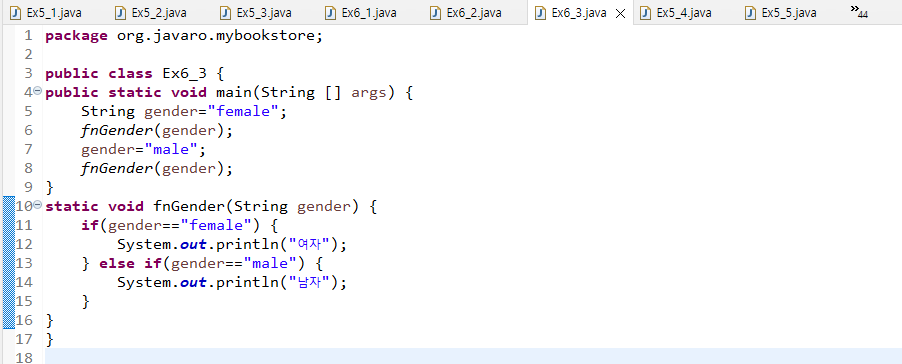 Ex5_1.java Ex5_2.java Ex5_3.java Ex6_1.java Ex6_2.java Ex6_3.java Ex5_4.java Ex5_5.java »44
1 package org.javaro.mybookstore;
2
3 public class Ex6_3 {
4 public static void main(String [] args) {
5     String gender="female";
6     fnGender(gender);
7     gender="male";
8     fnGender(gender);
9 }
10 static void fnGender(String gender) {
11     if(gender=="female") {
12         System.out.println("여자");
13     } else if(gender=="male") {
14         System.out.println("남자");
15     }
16 }
17 }
18